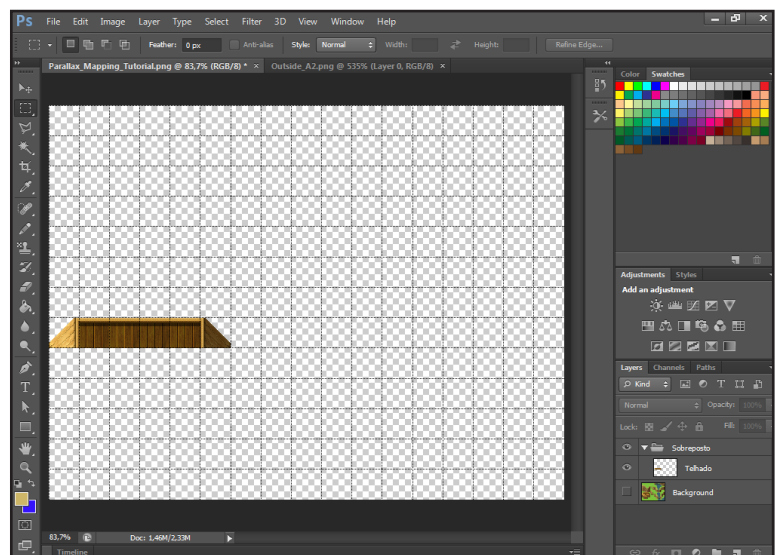 Ps File Edit Image Layer Type Select Filter 3D View Window Help
Feather: 0 px Anti-alias Style: Normal Width: Height: Refine Edge...
Parallax_Mapping_Tutorial.png @ 83,7% (RGB/8) * × Outside_A2.png @ 535% (Layer 0, RGB/8) ×
Color Swatches
Adjustments Styles
Add an adjustment
Layers Channels Paths
Kind
Normal Opacity: 100%
Lock: Fill: 100%
Sobreposto
Telhado
Background
83,7% Doc: 1,46M/2,33M
Timeline